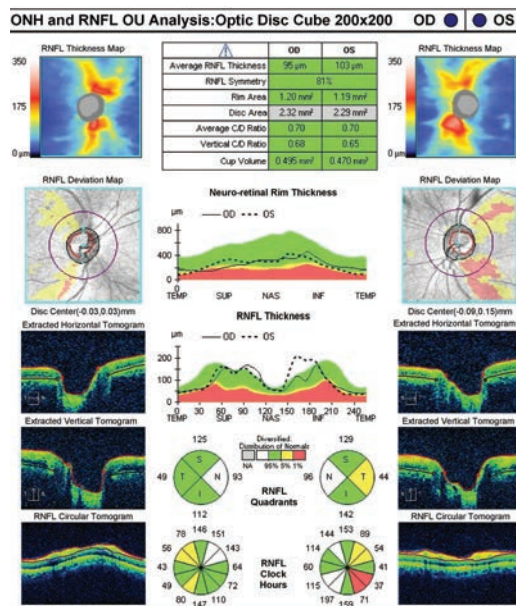 ONH and RNFL OU Analysis:Optic Disc Cube 200x200 OD OS
RNFL Thickness Map
350
175
0 µm
OD OS
Average RNFL Thickness 95 µm 103 µm
RNFL Symmetry 81%
Rim Area 1.20 mm² 1.19 mm²
Disc Area 2.32 mm² 2.29 mm²
Average C/D Ratio 0.70 0.70
Vertical C/D Ratio 0.68 0.65
Cup Volume 0.495 mm³ 0.470 mm³
RNFL Thickness Map
350
175
0 µm
RNFL Deviation Map
Disc Center(-0.03,0.03)mm
Neuro-retinal Rim Thickness
µm OD OS
800
400
0
TEMP SUP NAS INF TEMP
RNFL Deviation Map
Disc Center(-0.09,0.15)mm
Extracted Horizontal Tomogram
RNFL Thickness
µm OD OS
200
100
0
0 30 60 90 120 150 180 210 240
TEMP SUP NAS INF TEMP
Extracted Horizontal Tomogram
Extracted Vertical Tomogram
Diversified:
Distribution of Normals
NA 95% 5% 1%
125
S
49 T N 93
I
112
RNFL
Quadrants
129
S
96 N T 44
I
142
Extracted Vertical Tomogram
RNFL Circular Tomogram
146
78 151
56 143
43 64
49 72
80 110
147
RNFL
Clock
Hours
153
144 89
114 54
60 41
115 37
197 71
159
RNFL Circular Tomogram